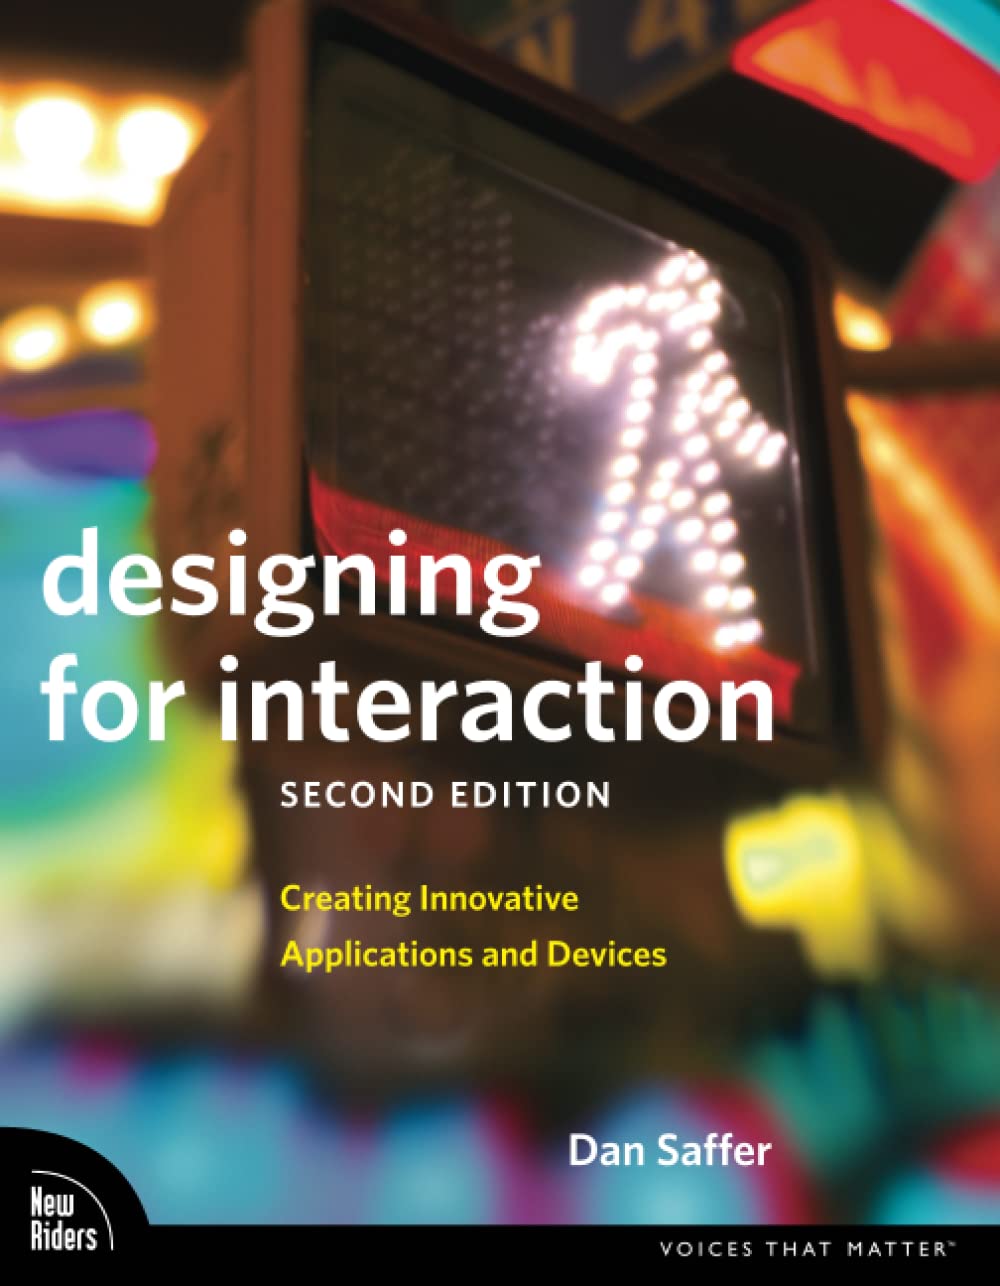 designing
for interaction
SECOND EDITION
Creating Innovative
Applications and Devices
Dan Saffer
New
Riders
VOICES THAT MATTER™